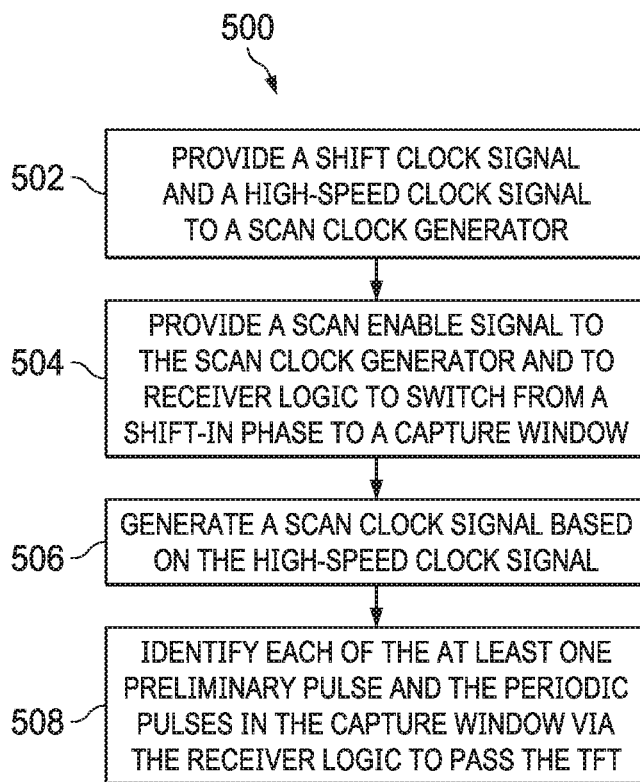 500
502
PROVIDE A SHIFT CLOCK SIGNAL
AND A HIGH-SPEED CLOCK SIGNAL
TO A SCAN CLOCK GENERATOR
504
PROVIDE A SCAN ENABLE SIGNAL TO
THE SCAN CLOCK GENERATOR AND TO
RECEIVER LOGIC TO SWITCH FROM A
SHIFT-IN PHASE TO A CAPTURE WINDOW
506
GENERATE A SCAN CLOCK SIGNAL BASED
ON THE HIGH-SPEED CLOCK SIGNAL
508
IDENTIFY EACH OF THE AT LEAST ONE
PRELIMINARY PULSE AND THE PERIODIC
PULSES IN THE CAPTURE WINDOW VIA
THE RECEIVER LOGIC TO PASS THE TFT